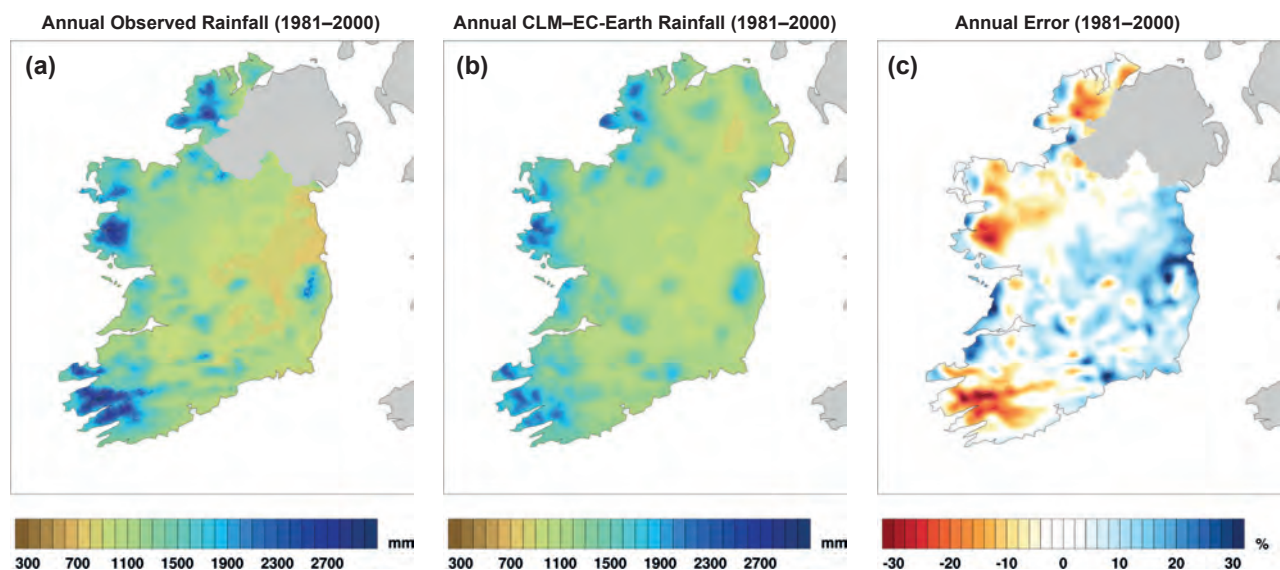 Annual Observed Rainfall (1981–2000)
Annual CLM–EC-Earth Rainfall (1981–2000)
Annual Error (1981–2000)
(a)
(b)
(c)
mm
300 700 1100 1500 1900 2300 2700
mm
300 700 1100 1500 1900 2300 2700
%
-30 -20 -10 0 10 20 30